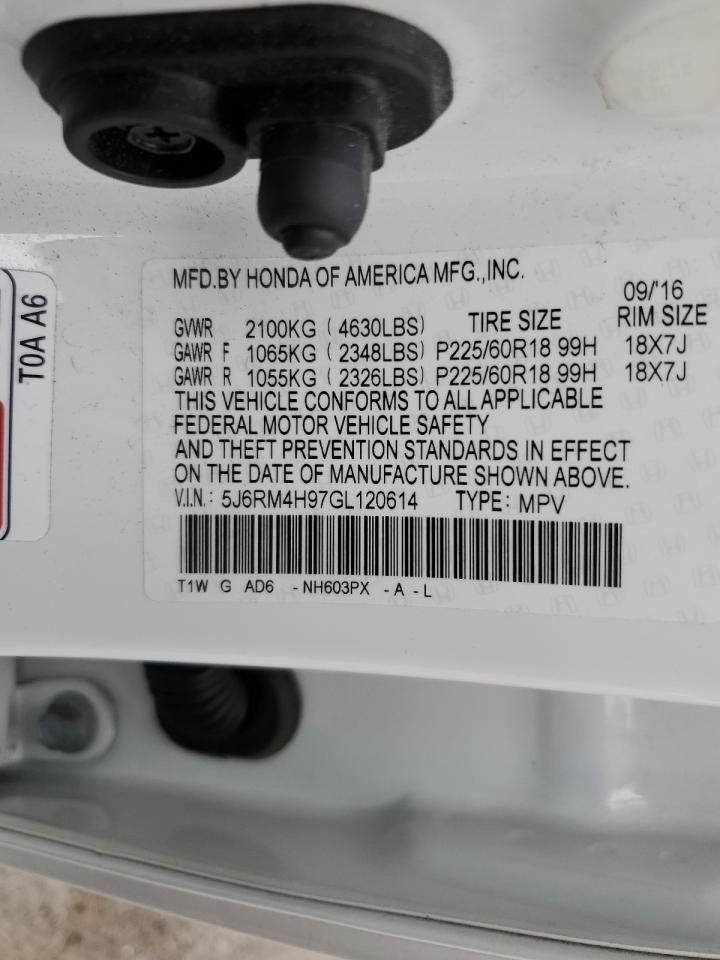 MFD.BY HONDA OF AMERICA MFG.,INC.
09/'16
GVWR 2100KG ( 4630LBS) TIRE SIZE RIM SIZE
GAWR F 1065KG ( 2348LBS) P225/60R18 99H 18X7J
GAWR R 1055KG ( 2326LBS) P225/60R18 99H 18X7J
THIS VEHICLE CONFORMS TO ALL APPLICABLE
FEDERAL MOTOR VEHICLE SAFETY
AND THEFT PREVENTION STANDARDS IN EFFECT
ON THE DATE OF MANUFACTURE SHOWN ABOVE.
V.I.N.: 5J6RM4H97GL120614 TYPE: MPV
T1W G AD6 -NH603PX -A -L
T0A A6